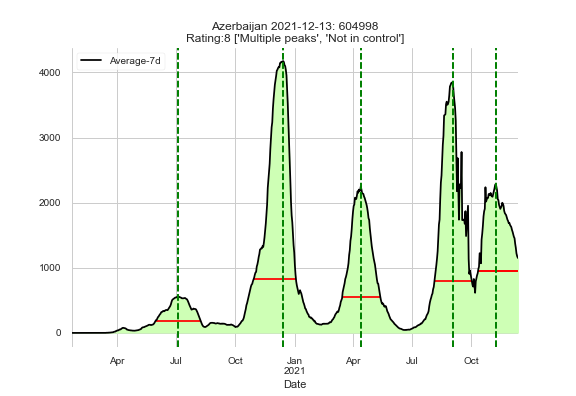 Azerbaijan 2021-12-13: 604998
Rating:8 ['Multiple peaks', 'Not in control']
Average-7d
4000
3000
2000
1000
0
Apr Jul Oct Jan Apr Jul Oct
2021
Date